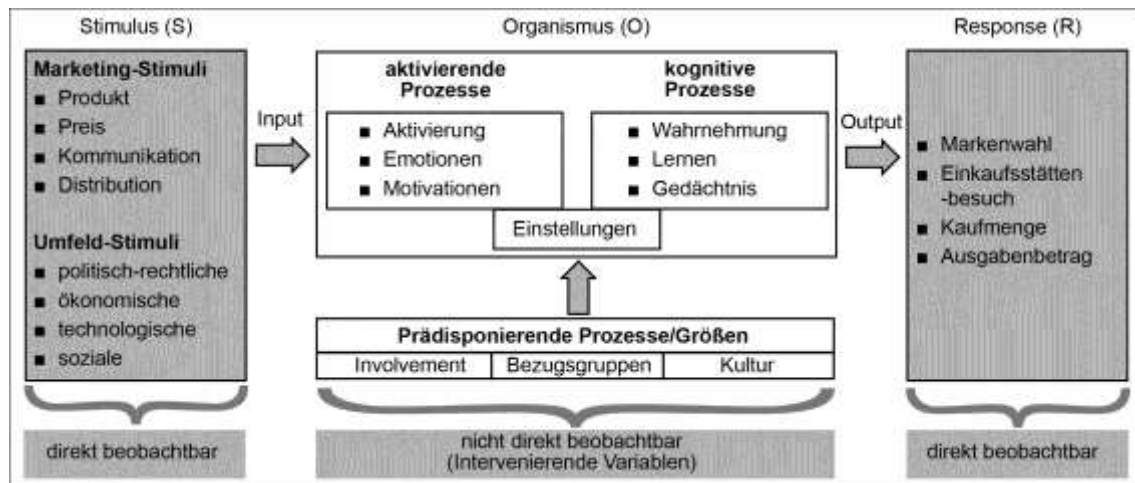 Stimulus (S)
Organismus (O)
Response (R)
Marketing-Stimuli
Produkt
Preis
Kommunikation
Distribution
Umfeld-Stimuli
politisch-rechtliche
ökonomische
technologische
soziale
Input
aktivierende
Prozesse
Aktivierung
Emotionen
Motivationen
kognitive
Prozesse
Wahrnehmung
Lernen
Gedächtnis
Einstellungen
Prädisponierende Prozesse/Größen
Involvement
Bezugsgruppen
Kultur
Output
Markenwahl
Einkaufsstätten
-besuch
Kaufmenge
Ausgabenbetrag
direkt beobachtbar
nicht direkt beobachtbar
(Intervenierende Variablen)
direkt beobachtbar